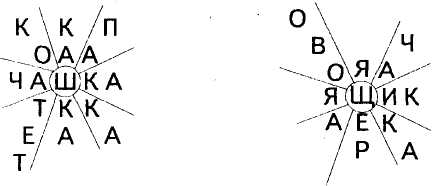 К К П
О А А
Ч А Ш К А
Т К К
Е А А
Т
О
В Ч
О Я А
Я Щ И К
А Е К
Р А